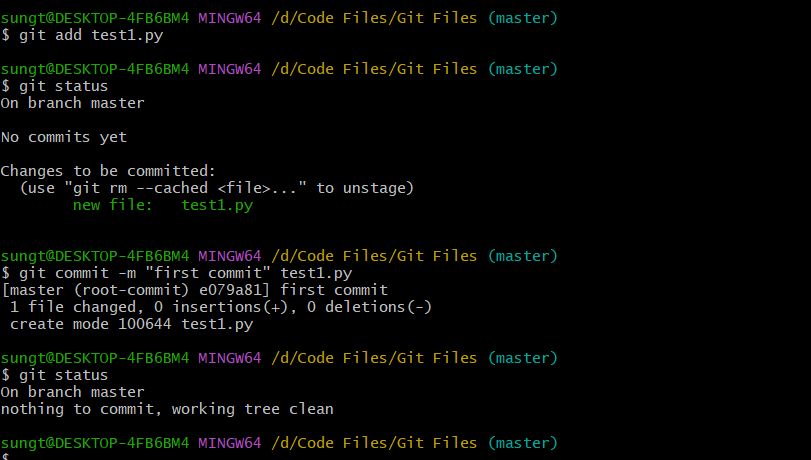 sungt@DESKTOP-4FB6BM4 MINGW64 /d/Code Files/Git Files (master)
$ git add test1.py
sungt@DESKTOP-4FB6BM4 MINGW64 /d/Code Files/Git Files (master)
$ git status
On branch master
No commits yet
Changes to be committed:
  (use "git rm --cached <file>..." to unstage)
        new file:   test1.py
sungt@DESKTOP-4FB6BM4 MINGW64 /d/Code Files/Git Files (master)
$ git commit -m "first commit" test1.py
[master (root-commit) e079a81] first commit
 1 file changed, 0 insertions(+), 0 deletions(-)
 create mode 100644 test1.py
sungt@DESKTOP-4FB6BM4 MINGW64 /d/Code Files/Git Files (master)
$ git status
On branch master
nothing to commit, working tree clean
sungt@DESKTOP-4FB6BM4 MINGW64 /d/Code Files/Git Files (master)
$